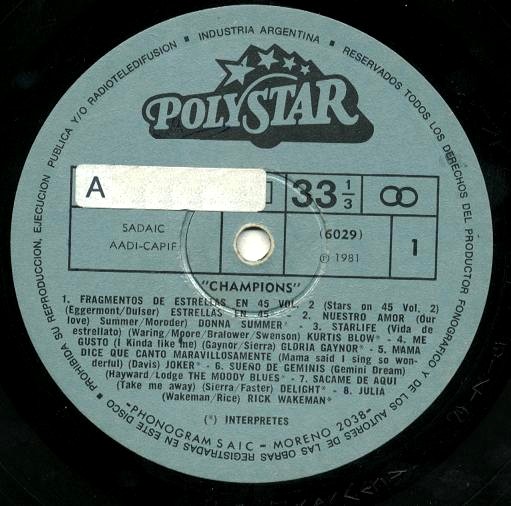 INDUSTRIA ARGENTINA ▪ RESERVADOS TODOS LOS DERECHOS DEL PRODUCTOR FONOGRAFICO Y DE LOS AUTORES DE LAS OBRAS REGISTRADAS EN ESTE DISCO ▪ PROHIBIDA SU REPRODUCCION, EJECUCION PUBLICA Y/O RADIOTELEDIFUSION ▪
POLYSTAR
A
33 1/3
SADAIC
AADI-CAPIF
(6029)
℗ 1981
1
"CHAMPIONS"
1. FRAGMENTOS DE ESTRELLAS EN 45 VOL. 2 (Stars on 45 Vol. 2)
(Eggermont/Dulser) ESTRELLAS EN 45 - 2. NUESTRO AMOR (Our
love) Summer/Moroder) DONNA SUMMER* - 3. STARLIFE (Vida de
estrellato) (Waring/Moore/Bralower/Swenson) KURTIS BLOW* - 4. ME
GUSTO (I Kinda like me) (Gaynor/Sierra) GLORIA GAYNOR* - 5. MAMA
DICE QUE CANTO MARAVILLOSAMENTE (Mama said I sing so won-
derful) (Davis) JOKER* - 6. SUEÑO DE GEMINIS (Gemini Dream)
(Hayward/Lodge THE MOODY BLUES* - 7. SACAME DE AQUI
(Take me away) (Sierra/Faster) DELIGHT* - 8. JULIA
(Wakeman/Rice) RICK WAKEMAN*
(*) INTERPRETES
-PHONOGRAM SAIC - MORENO 2038-